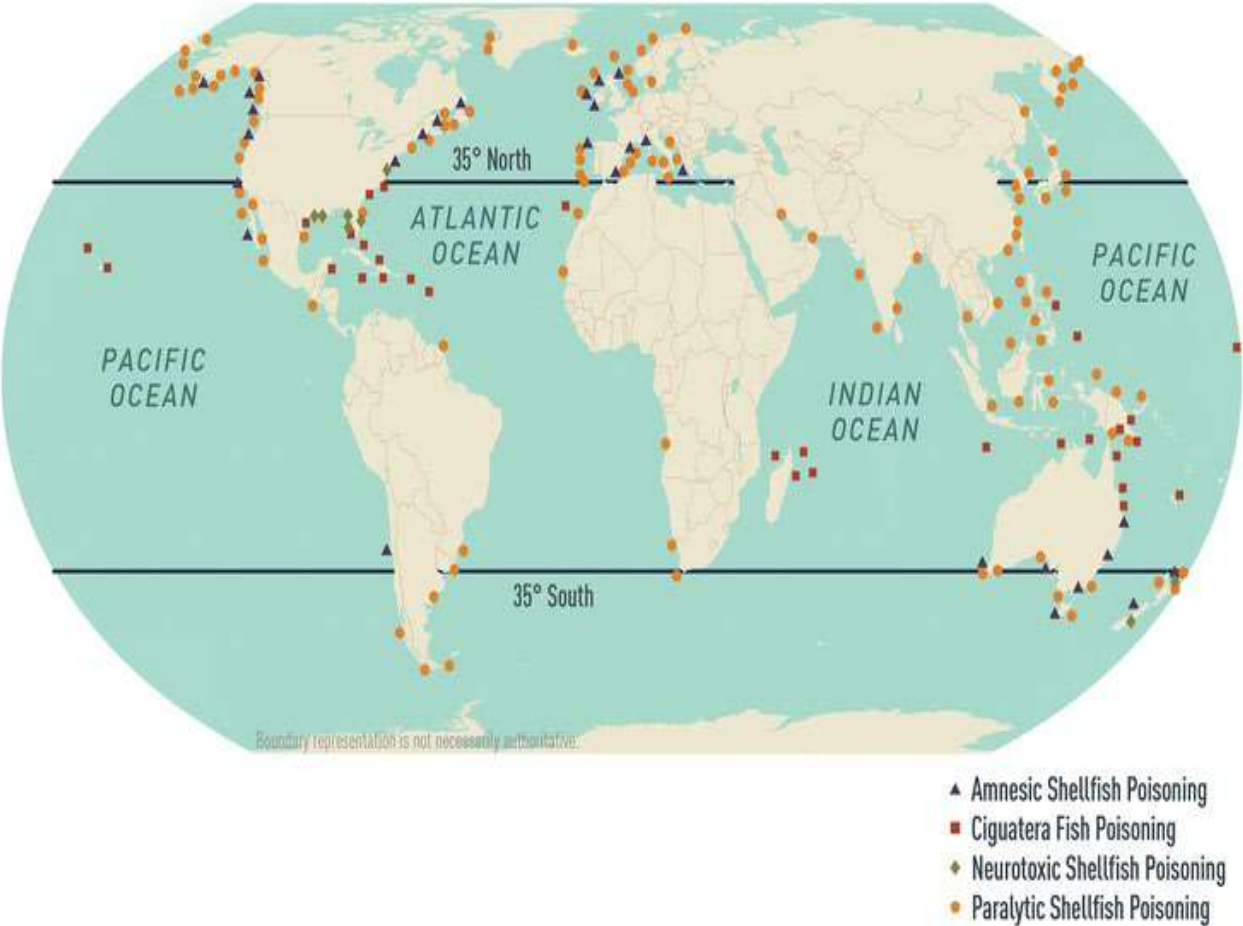 35° North
ATLANTIC
OCEAN
PACIFIC
OCEAN
PACIFIC
OCEAN
INDIAN
OCEAN
35° South
Boundary representation is not necessarily authoritative.
Amnesic Shellfish Poisoning
Ciguatera Fish Poisoning
Neurotoxic Shellfish Poisoning
Paralytic Shellfish Poisoning